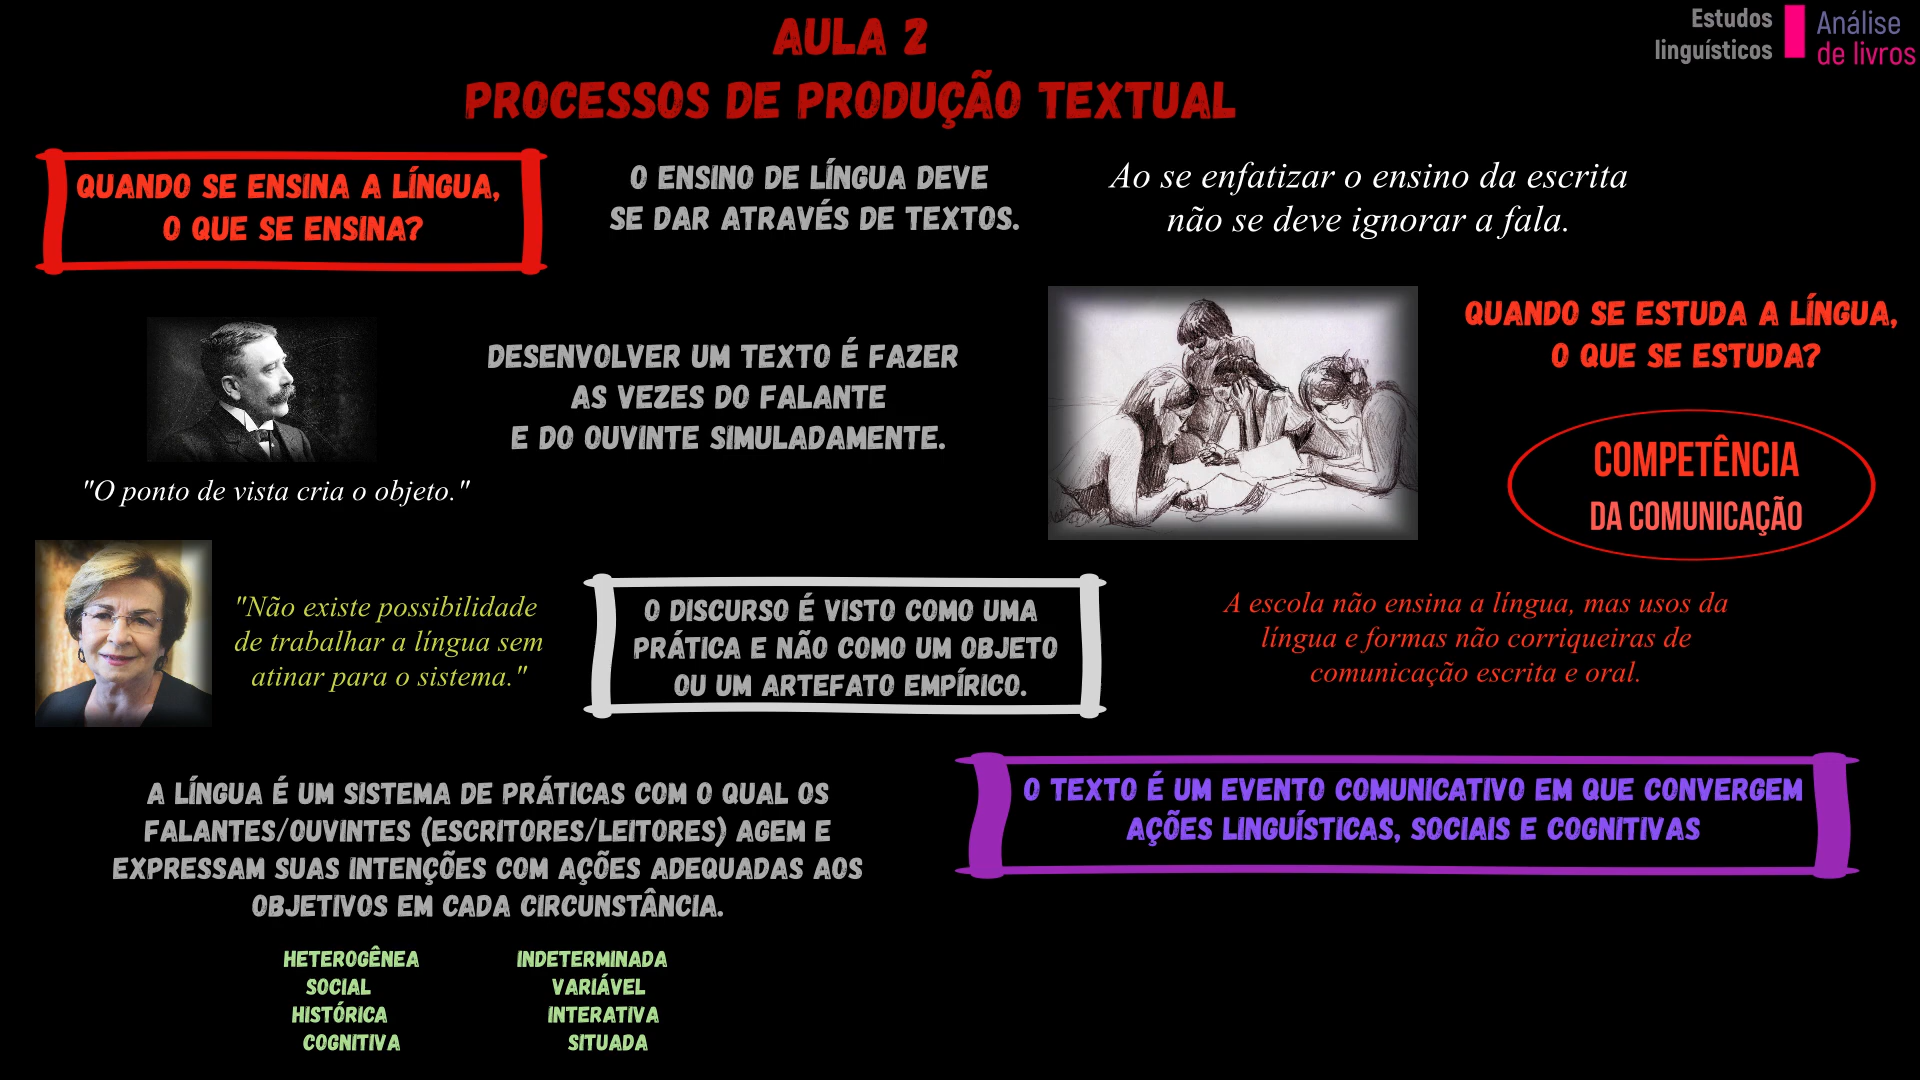 AULA 2
PROCESSOS DE PRODUÇÃO TEXTUAL
Estudos
linguísticos
Análise
de livros
QUANDO SE ENSINA A LÍNGUA,
O QUE SE ENSINA?
O ENSINO DE LÍNGUA DEVE
SE DAR ATRAVÉS DE TEXTOS.
Ao se enfatizar o ensino da escrita
não se deve ignorar a fala.
"O ponto de vista cria o objeto."
DESENVOLVER UM TEXTO É FAZER
AS VEZES DO FALANTE
E DO OUVINTE SIMULADAMENTE.
QUANDO SE ESTUDA A LÍNGUA,
O QUE SE ESTUDA?
COMPETÊNCIA
DA COMUNICAÇÃO
"Não existe possibilidade
de trabalhar a língua sem
atinar para o sistema."
O DISCURSO É VISTO COMO UMA
PRÁTICA E NÃO COMO UM OBJETO
OU UM ARTEFATO EMPÍRICO.
A escola não ensina a língua, mas usos da
língua e formas não corriqueiras de
comunicação escrita e oral.
A LÍNGUA É UM SISTEMA DE PRÁTICAS COM O QUAL OS
FALANTES/OUVINTES (ESCRITORES/LEITORES) AGEM E
EXPRESSAM SUAS INTENÇÕES COM AÇÕES ADEQUADAS AOS
OBJETIVOS EM CADA CIRCUNSTÂNCIA.
O TEXTO É UM EVENTO COMUNICATIVO EM QUE CONVERGEM
AÇÕES LINGUÍSTICAS, SOCIAIS E COGNITIVAS
HETEROGÊNEA
SOCIAL
HISTÓRICA
COGNITIVA
INDETERMINADA
VARIÁVEL
INTERATIVA
SITUADA